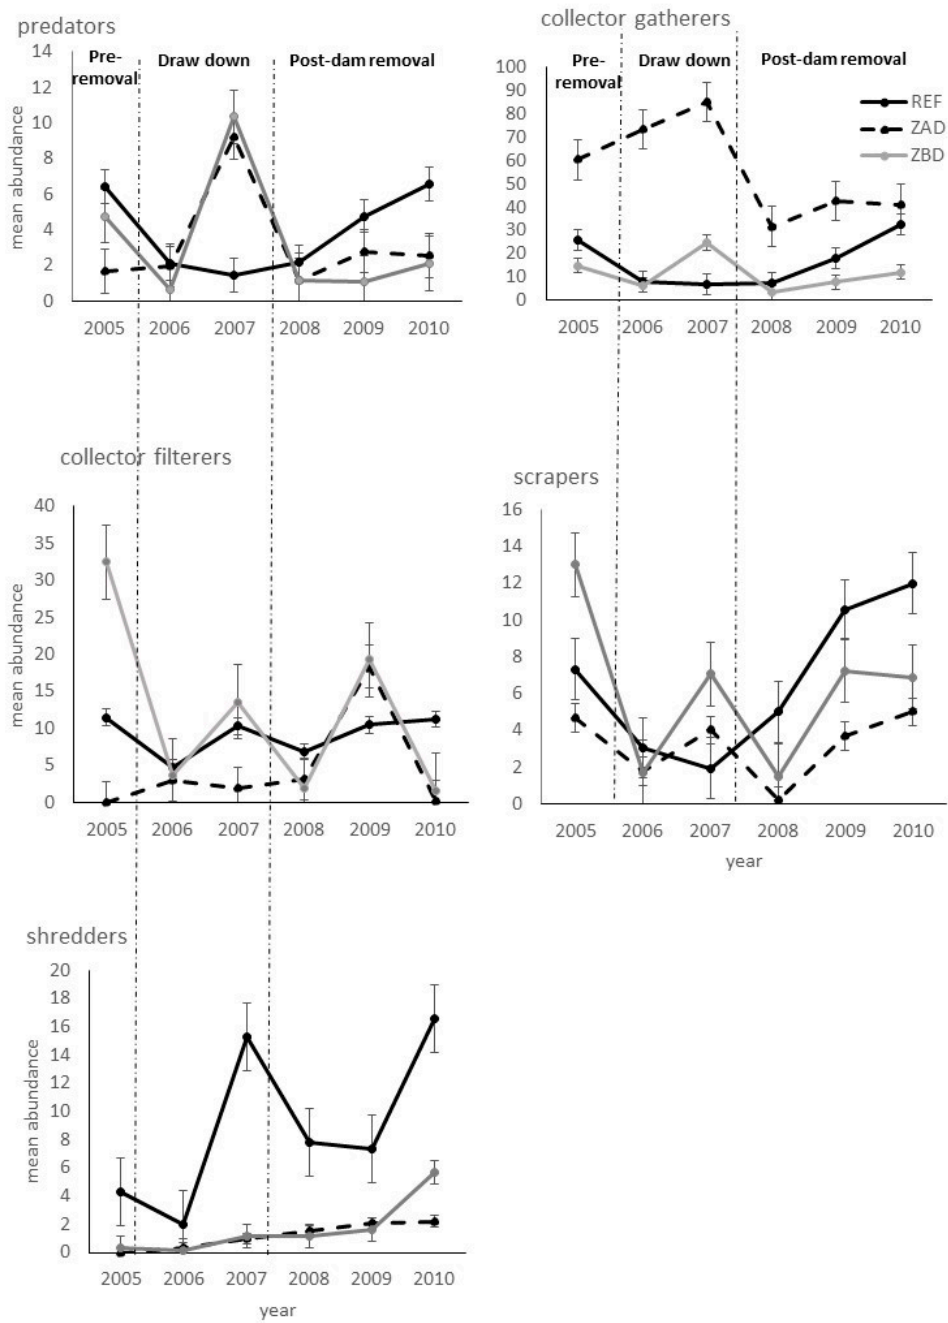 predators
Pre-
removal
Draw down
Post-dam removal
mean abundance
14
12
10
8
6
4
2
0
2005 2006 2007 2008 2009 2010
collector gatherers
Pre-
removal
Draw down
Post-dam removal
REF
ZAD
ZBD
100
90
80
70
60
50
40
30
20
10
0
2005 2006 2007 2008 2009 2010
collector filterers
mean abundance
40
35
30
25
20
15
10
5
0
2005 2006 2007 2008 2009 2010
scrapers
16
14
12
10
8
6
4
2
0
2005 2006 2007 2008 2009 2010
year
shredders
mean abundance
20
18
16
14
12
10
8
6
4
2
0
2005 2006 2007 2008 2009 2010
year